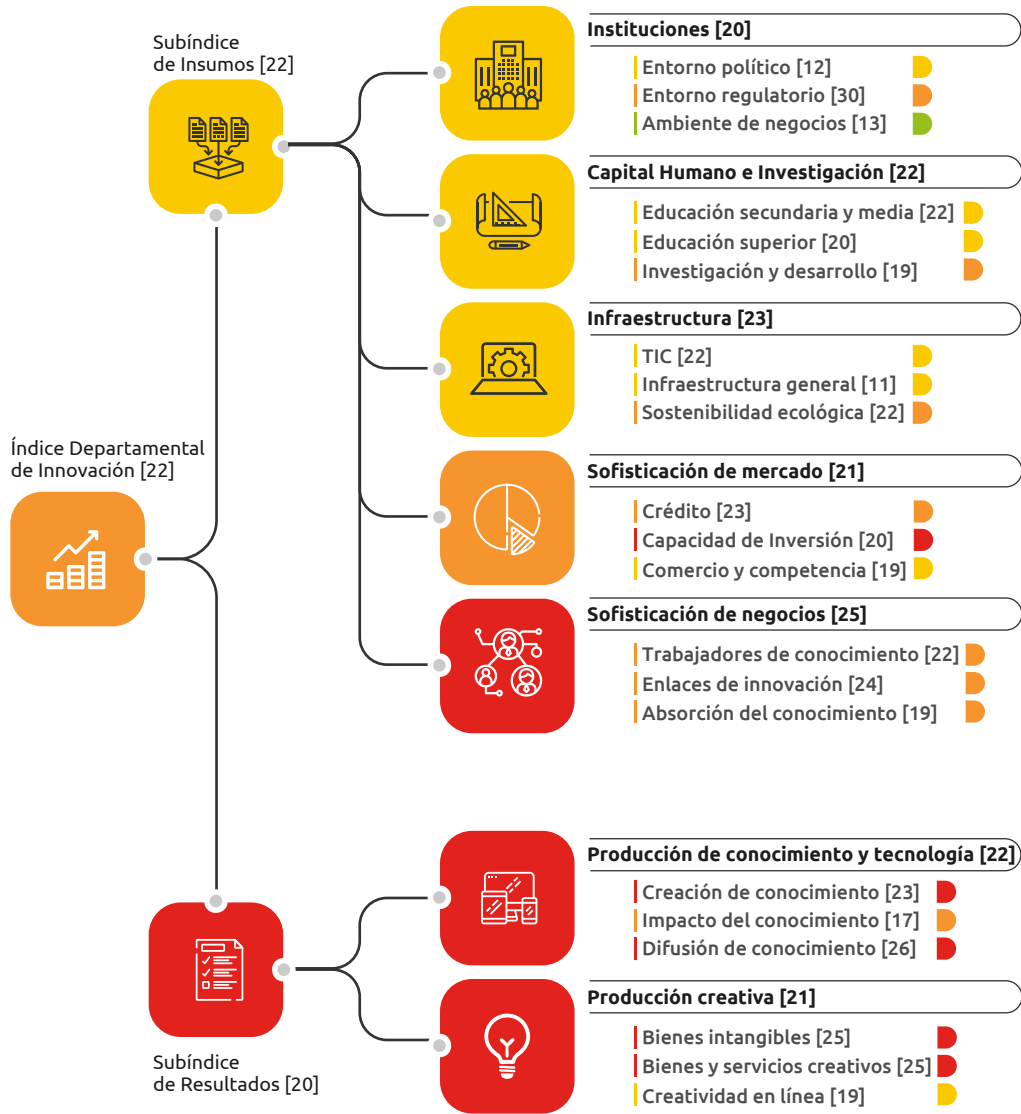 Subíndice
de Insumos [22]
Instituciones [20]
Entorno político [12]
Entorno regulatorio [30]
Ambiente de negocios [13]
Capital Humano e Investigación [22]
Educación secundaria y media [22]
Educación superior [20]
Investigación y desarrollo [19]
Infraestructura [23]
TIC [22]
Infraestructura general [11]
Sostenibilidad ecológica [22]
Índice Departamental
de Innovación [22]
Sofisticación de mercado [21]
Crédito [23]
Capacidad de Inversión [20]
Comercio y competencia [19]
Sofisticación de negocios [25]
Trabajadores de conocimiento [22]
Enlaces de innovación [24]
Absorción del conocimiento [19]
Producción de conocimiento y tecnología [22]
Creación de conocimiento [23]
Impacto del conocimiento [17]
Difusión de conocimiento [26]
Producción creativa [21]
Bienes intangibles [25]
Bienes y servicios creativos [25]
Creatividad en línea [19]
Subíndice
de Resultados [20]